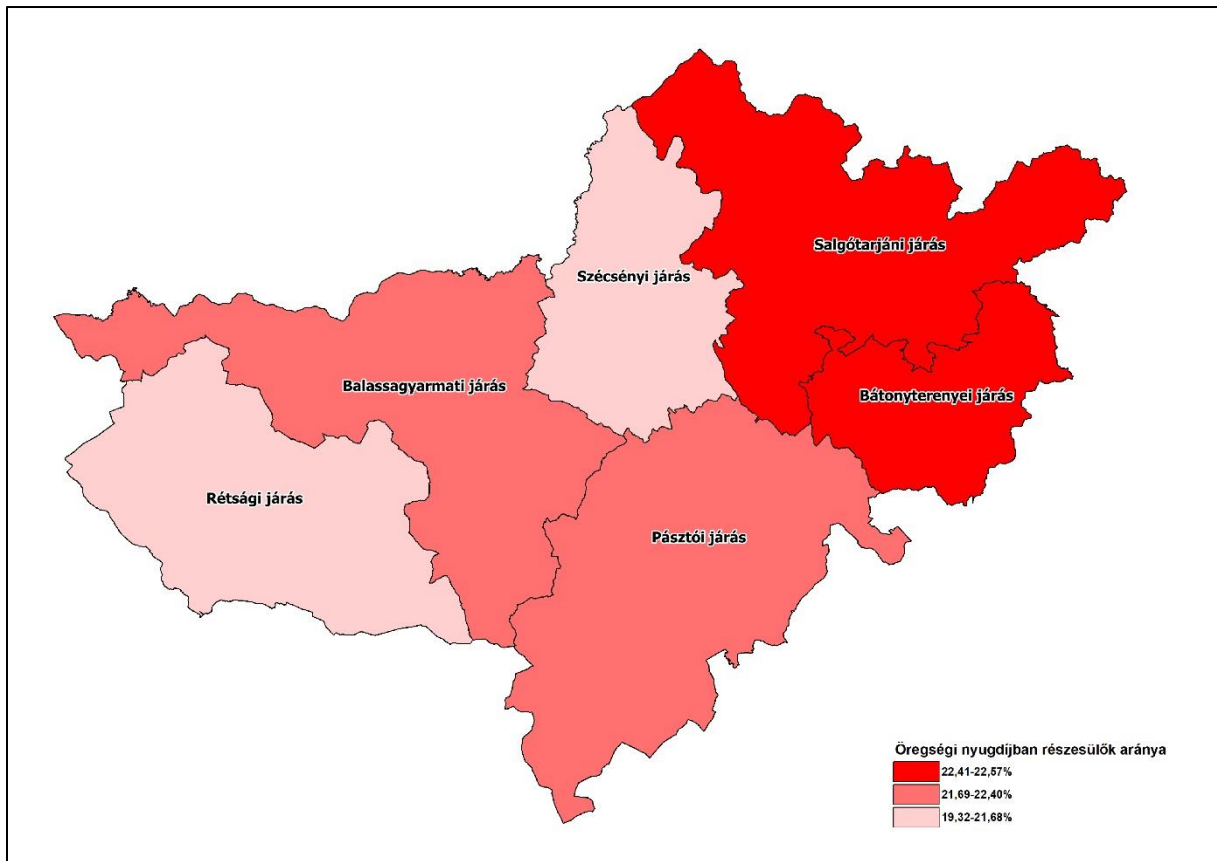 Salgótarjáni járás
Szécsényi járás
Balassagyarmati járás
Bátonyterenyei járás
Rétsági járás
Pásztói járás
Öregségi nyugdíjban részesülők aránya
22,41-22,57%
21,69-22,40%
19,32-21,68%